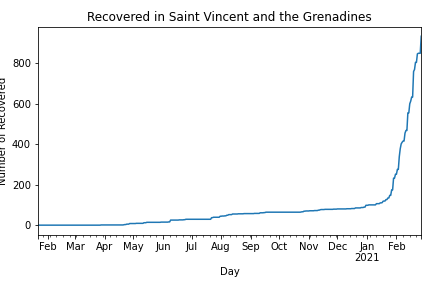 Recovered in Saint Vincent and the Grenadines
Number of Recovered
800
600
400
200
0
Feb Mar Apr May Jun Jul Aug Sep Oct Nov Dec Jan Feb
2021
Day